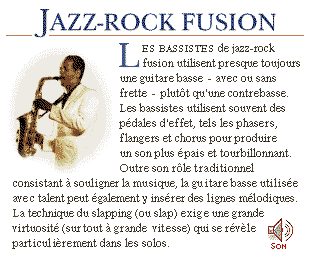 JAZZ-ROCK FUSION
LES BASSISTES de jazz-rock
fusion utilisent presque toujours
une guitare basse - avec ou sans
frette - plutôt qu'une contrebasse.
Les bassistes utilisent souvent des
pédales d'effet, tels les phasers,
flangers et chorus pour produire
un son plus épais et tourbillonnant.
Outre son rôle traditionnel
consistant à souligner la musique, la guitare basse utilisée
avec talent peut également y insérer des lignes mélodiques.
La technique du slapping (ou slap) exige une grande
virtuosité (surtout à grande vitesse) qui se révèle
particulièrement dans les solos.
SON